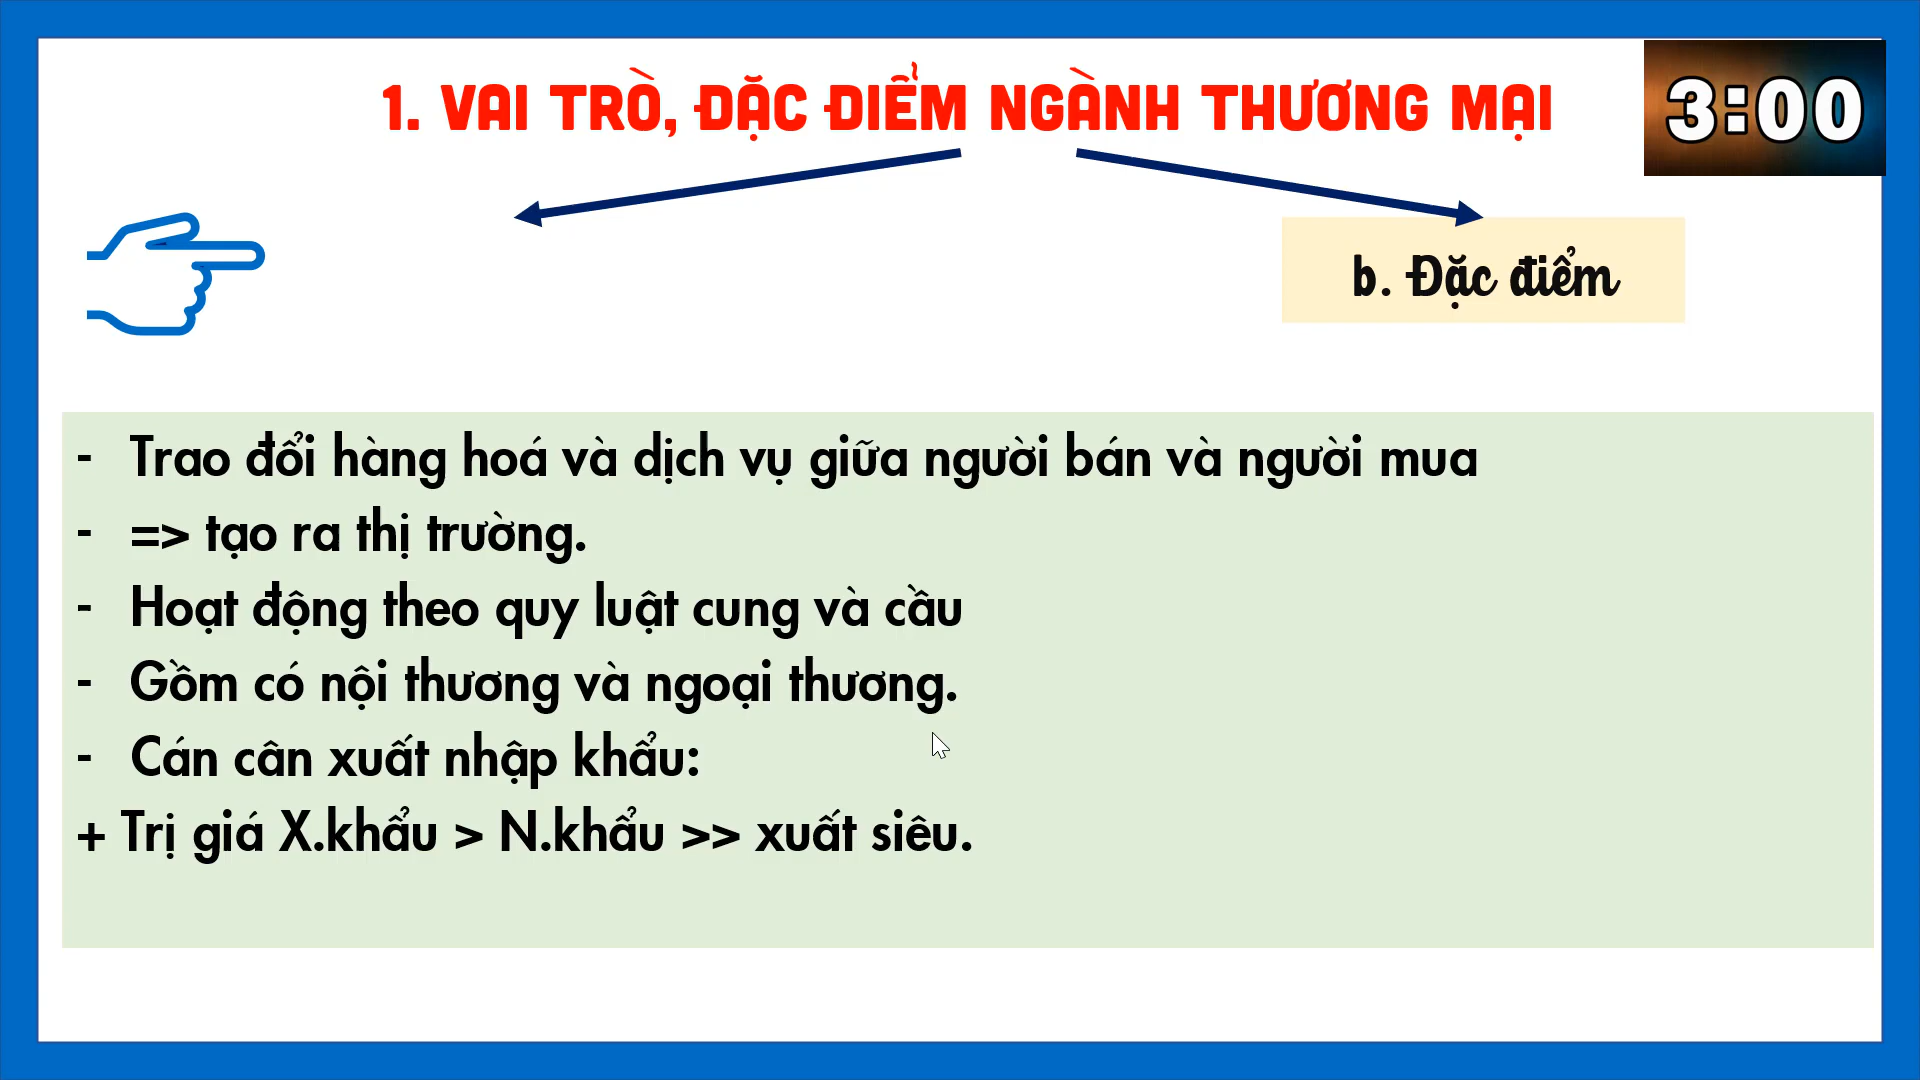 1. VAI TRÒ, ĐẶC ĐIỂM NGÀNH THƯƠNG MẠI
3:00
b. Đặc điểm
- Trao đổi hàng hoá và dịch vụ giữa người bán và người mua
- => tạo ra thị trường.
- Hoạt động theo quy luật cung và cầu
- Gồm có nội thương và ngoại thương.
- Cán cân xuất nhập khẩu:
+ Trị giá X.khẩu > N.khẩu >> xuất siêu.